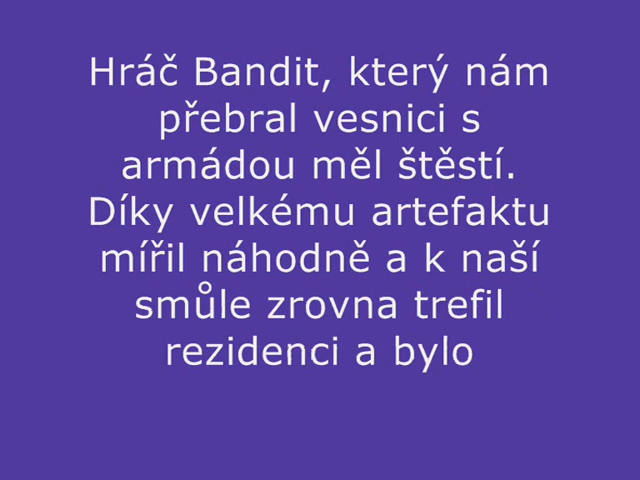 Hráč Bandit, který nám
přebral vesnici s
armádou měl štěstí.
Díky velkému artefaktu
mířil náhodně a k naší
smůle zrovna trefil
rezidenci a bylo